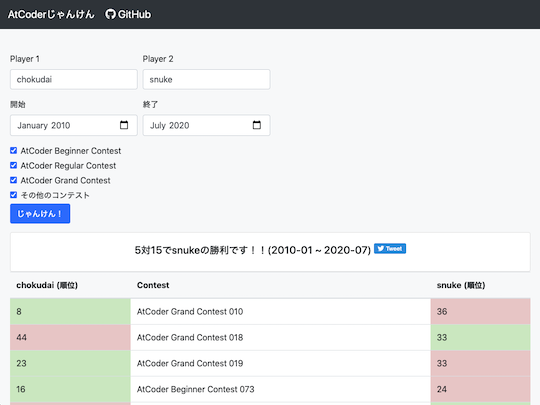 AtCoderじゃんけん GitHub
Player 1 Player 2
chokudai snuke
開始 終了
January 2010 July 2020
AtCoder Beginner Contest
AtCoder Regular Contest
AtCoder Grand Contest
その他のコンテスト
じゃんけん！
5対15でsnukeの勝利です！！(2010-01 ~ 2020-07) Tweet
chokudai (順位) Contest snuke (順位)
8 AtCoder Grand Contest 010 36
44 AtCoder Grand Contest 018 33
23 AtCoder Grand Contest 019 33
16 AtCoder Beginner Contest 073 24